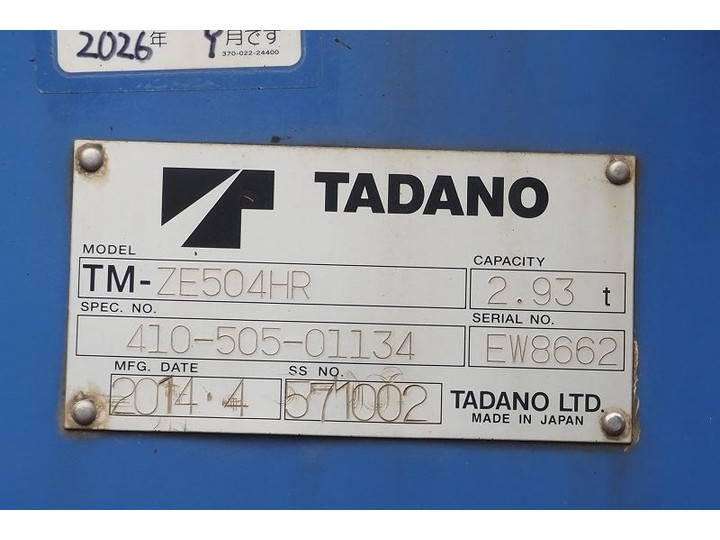 2026年 4月です
370-022-24400
TADANO
MODEL
TM-ZE504HR
CAPACITY
2.93 t
SPEC. NO.
410-505-01134
SERIAL NO.
EW8662
MFG. DATE
2014.4
SS NO.
571002
TADANO LTD.
MADE IN JAPAN